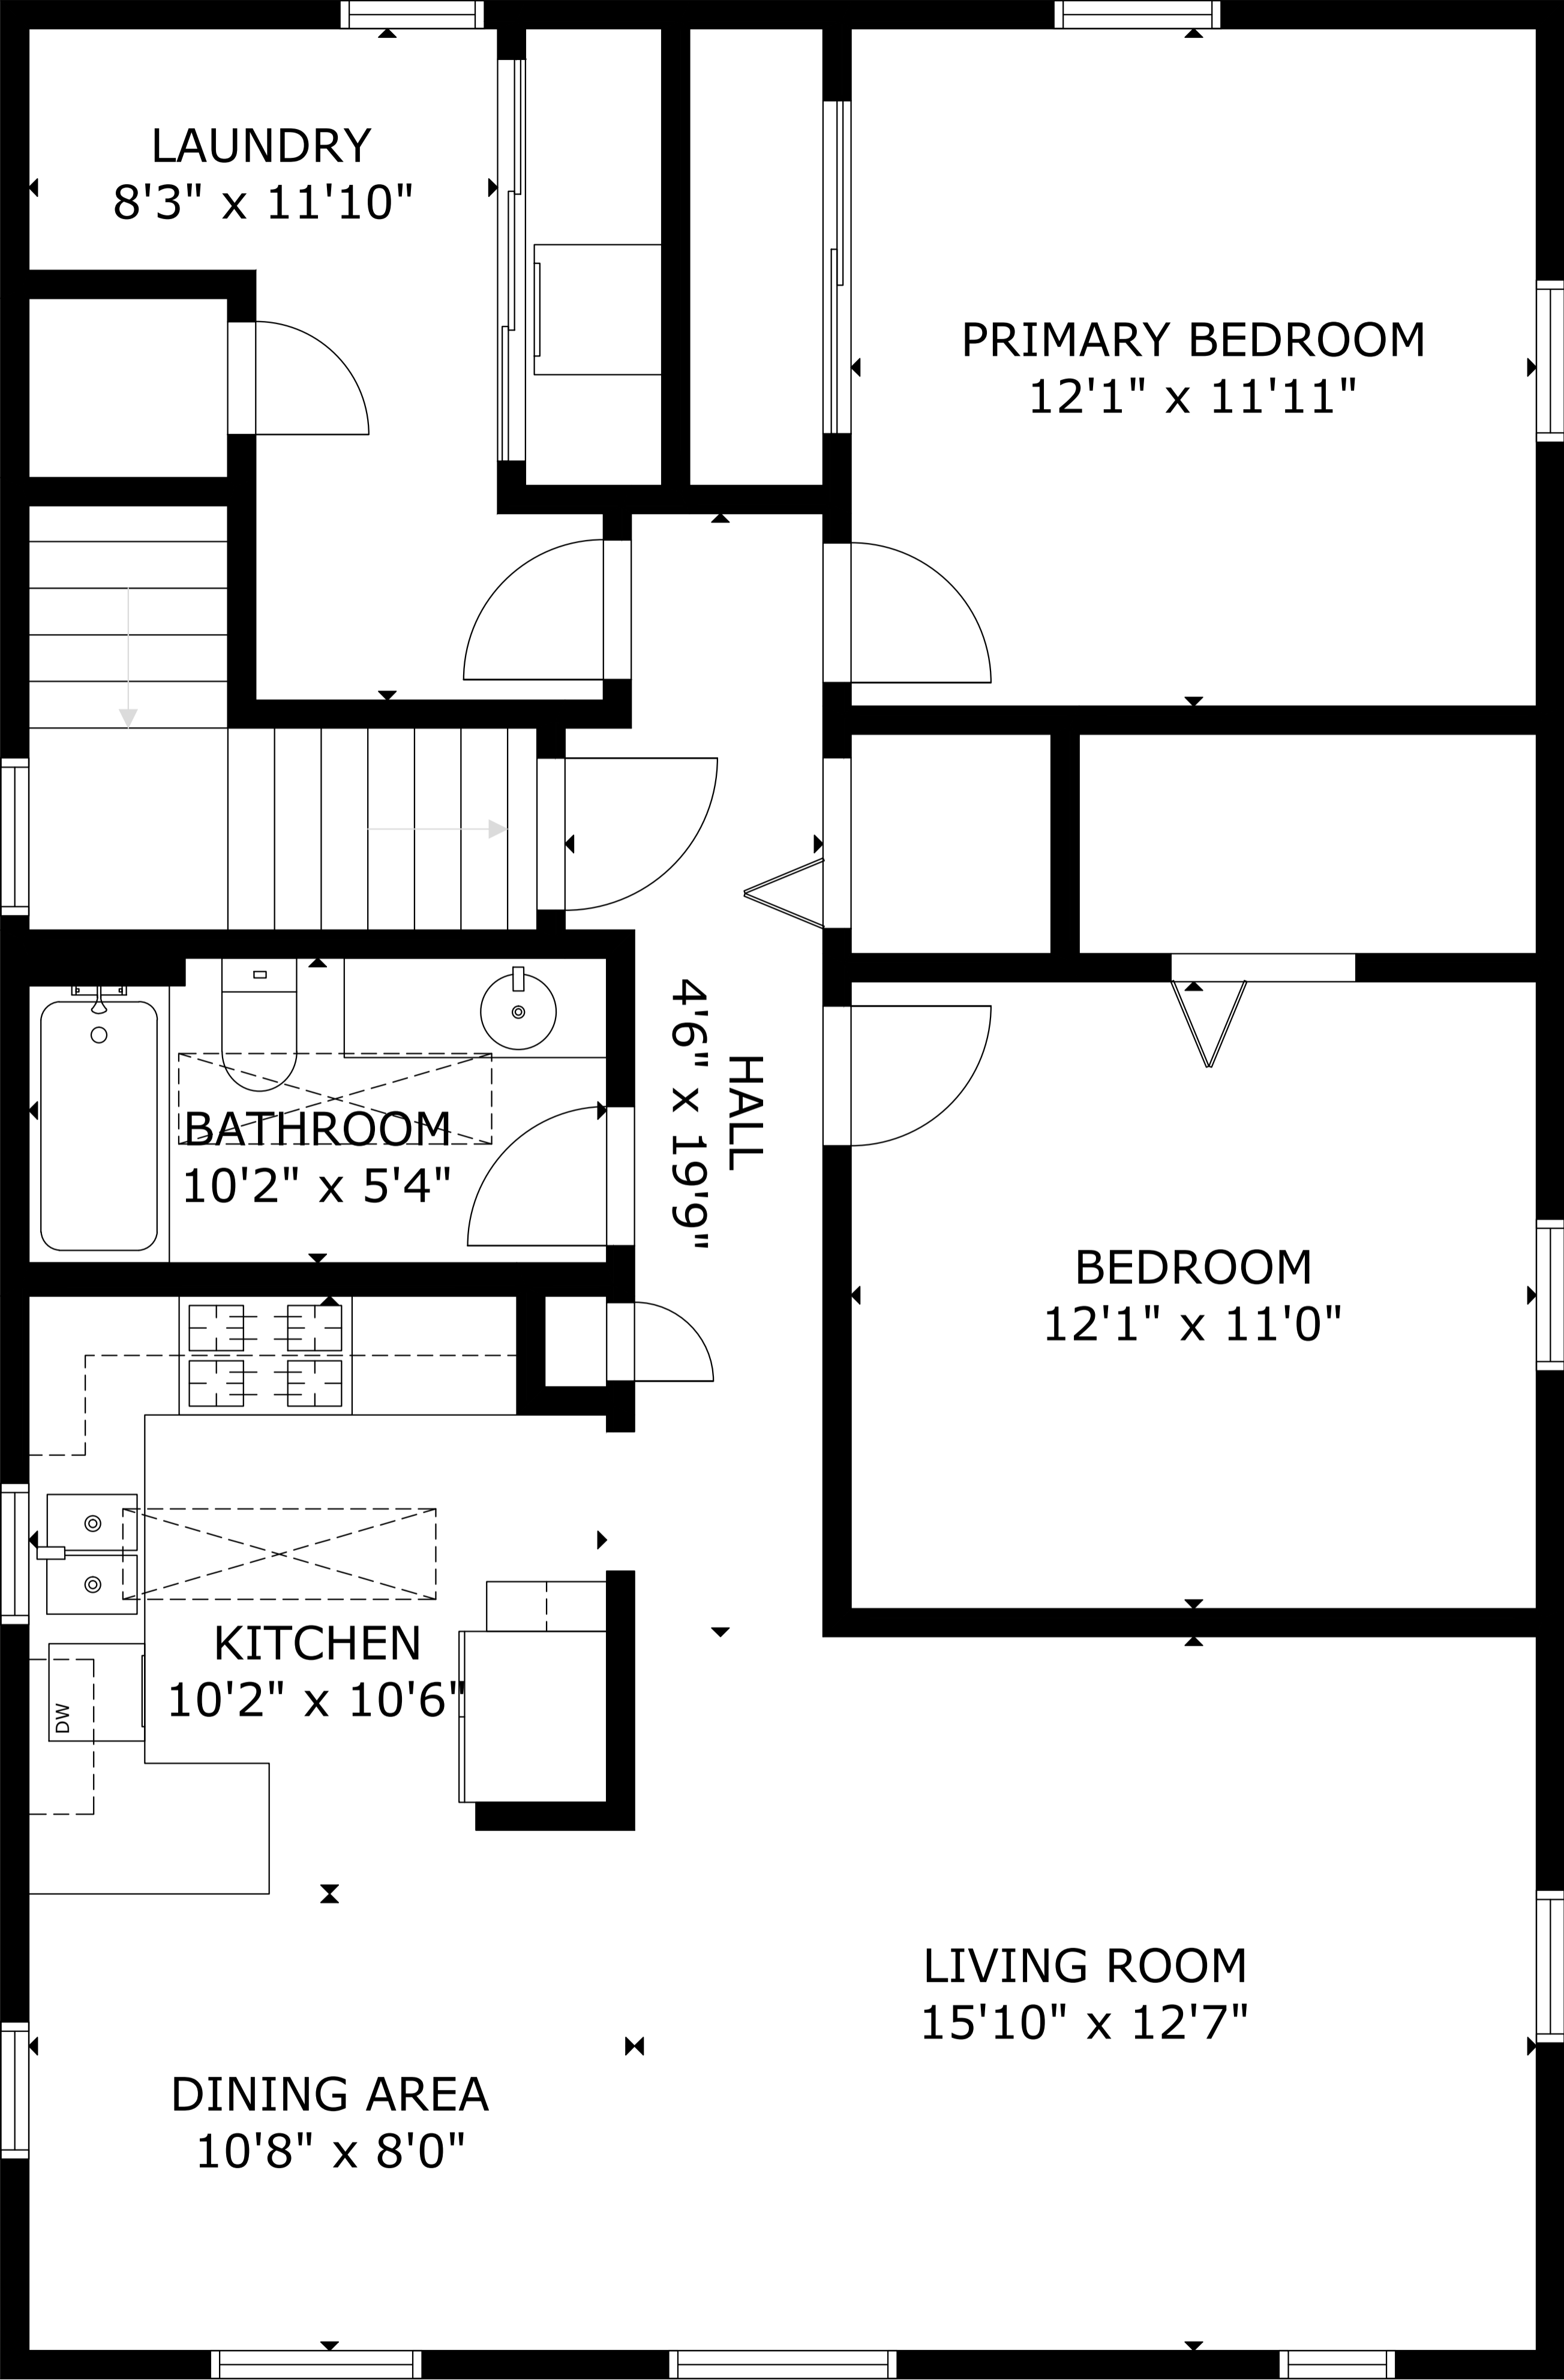 LAUNDRY
8'3" x 11'10"
PRIMARY BEDROOM
12'1" x 11'11"
HALL
4'6" x 19'9"
BATHROOM
10'2" x 5'4"
BEDROOM
12'1" x 11'0"
KITCHEN
10'2" x 10'6"
DW
LIVING ROOM
15'10" x 12'7"
DINING AREA
10'8" x 8'0"